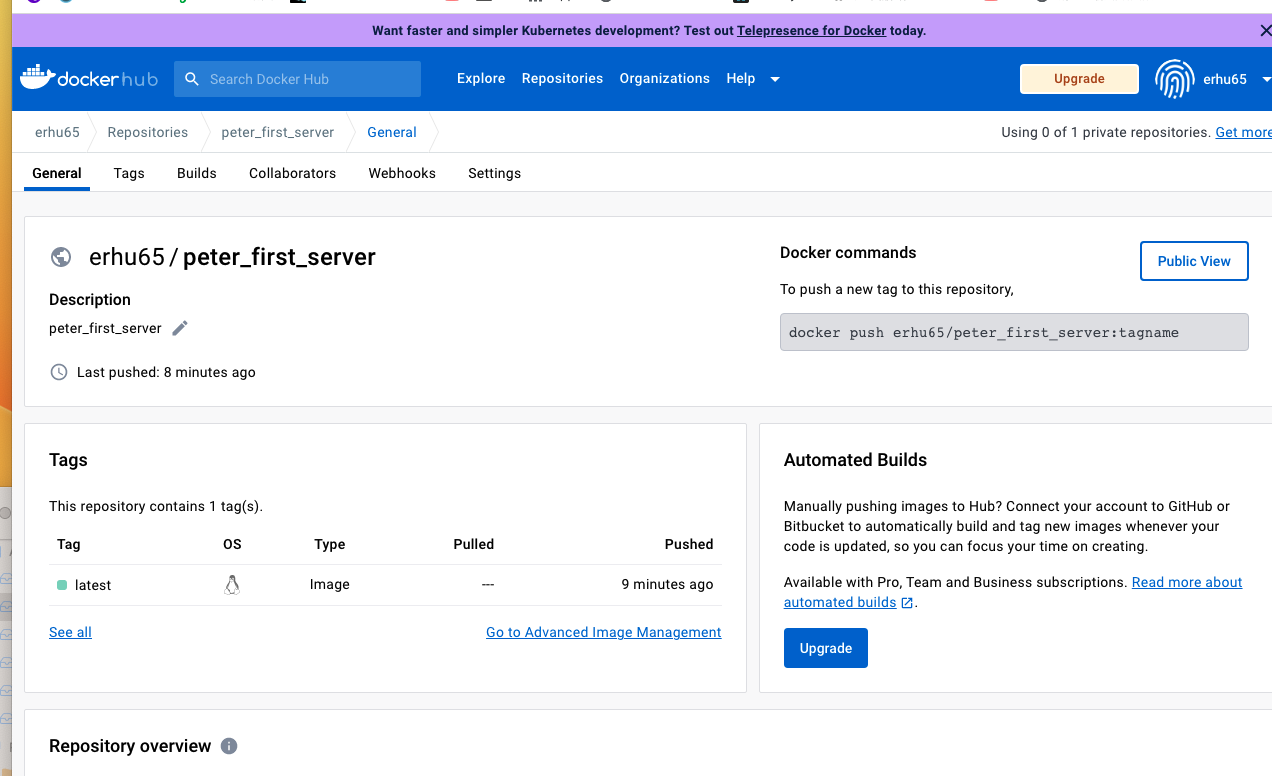 Want faster and simpler Kubernetes development? Test out Telepresence for Docker today.
dockerhub
Search Docker Hub
Explore
Repositories
Organizations
Help
Upgrade
erhu65
erhu65
Repositories
peter_first_server
General
Using 0 of 1 private repositories. Get more
General
Tags
Builds
Collaborators
Webhooks
Settings
erhu65 / peter_first_server
Description
peter_first_server
Last pushed: 8 minutes ago
Docker commands
Public View
To push a new tag to this repository,
docker push erhu65/peter_first_server:tagname
Tags
This repository contains 1 tag(s).
Tag OS Type Pulled Pushed
latest Image --- 9 minutes ago
See all
Go to Advanced Image Management
Automated Builds
Manually pushing images to Hub? Connect your account to GitHub or
Bitbucket to automatically build and tag new images whenever your
code is updated, so you can focus your time on creating.
Available with Pro, Team and Business subscriptions. Read more about
automated builds .
Upgrade
Repository overview